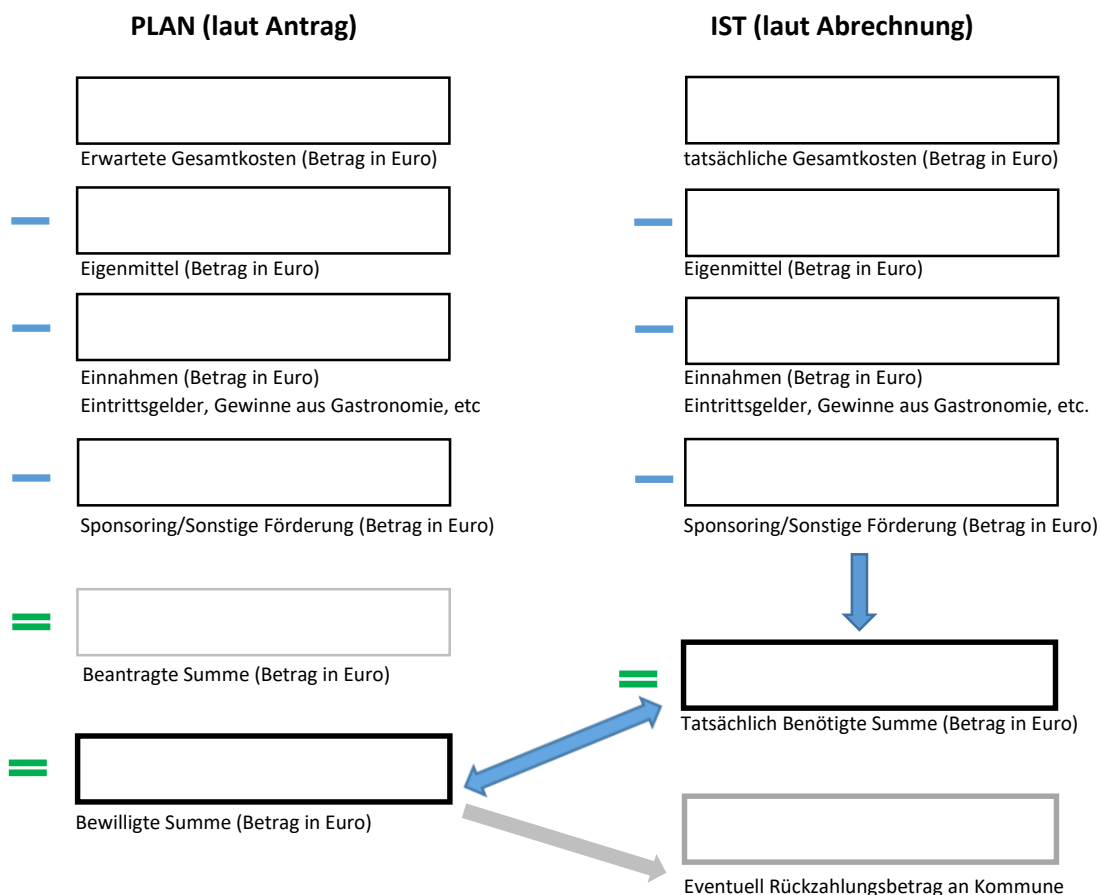 PLAN (laut Antrag)
Erwartete Gesamtkosten (Betrag in Euro)
Eigenmittel (Betrag in Euro)
Einnahmen (Betrag in Euro)
Eintrittsgelder, Gewinne aus Gastronomie, etc
Sponsoring/Sonstige Förderung (Betrag in Euro)
Beantragte Summe (Betrag in Euro)
Bewilligte Summe (Betrag in Euro)
IST (laut Abrechnung)
tatsächliche Gesamtkosten (Betrag in Euro)
Eigenmittel (Betrag in Euro)
Einnahmen (Betrag in Euro)
Eintrittsgelder, Gewinne aus Gastronomie, etc.
Sponsoring/Sonstige Förderung (Betrag in Euro)
Tatsächlich Benötigte Summe (Betrag in Euro)
Eventuell Rückzahlungsbetrag an Kommune